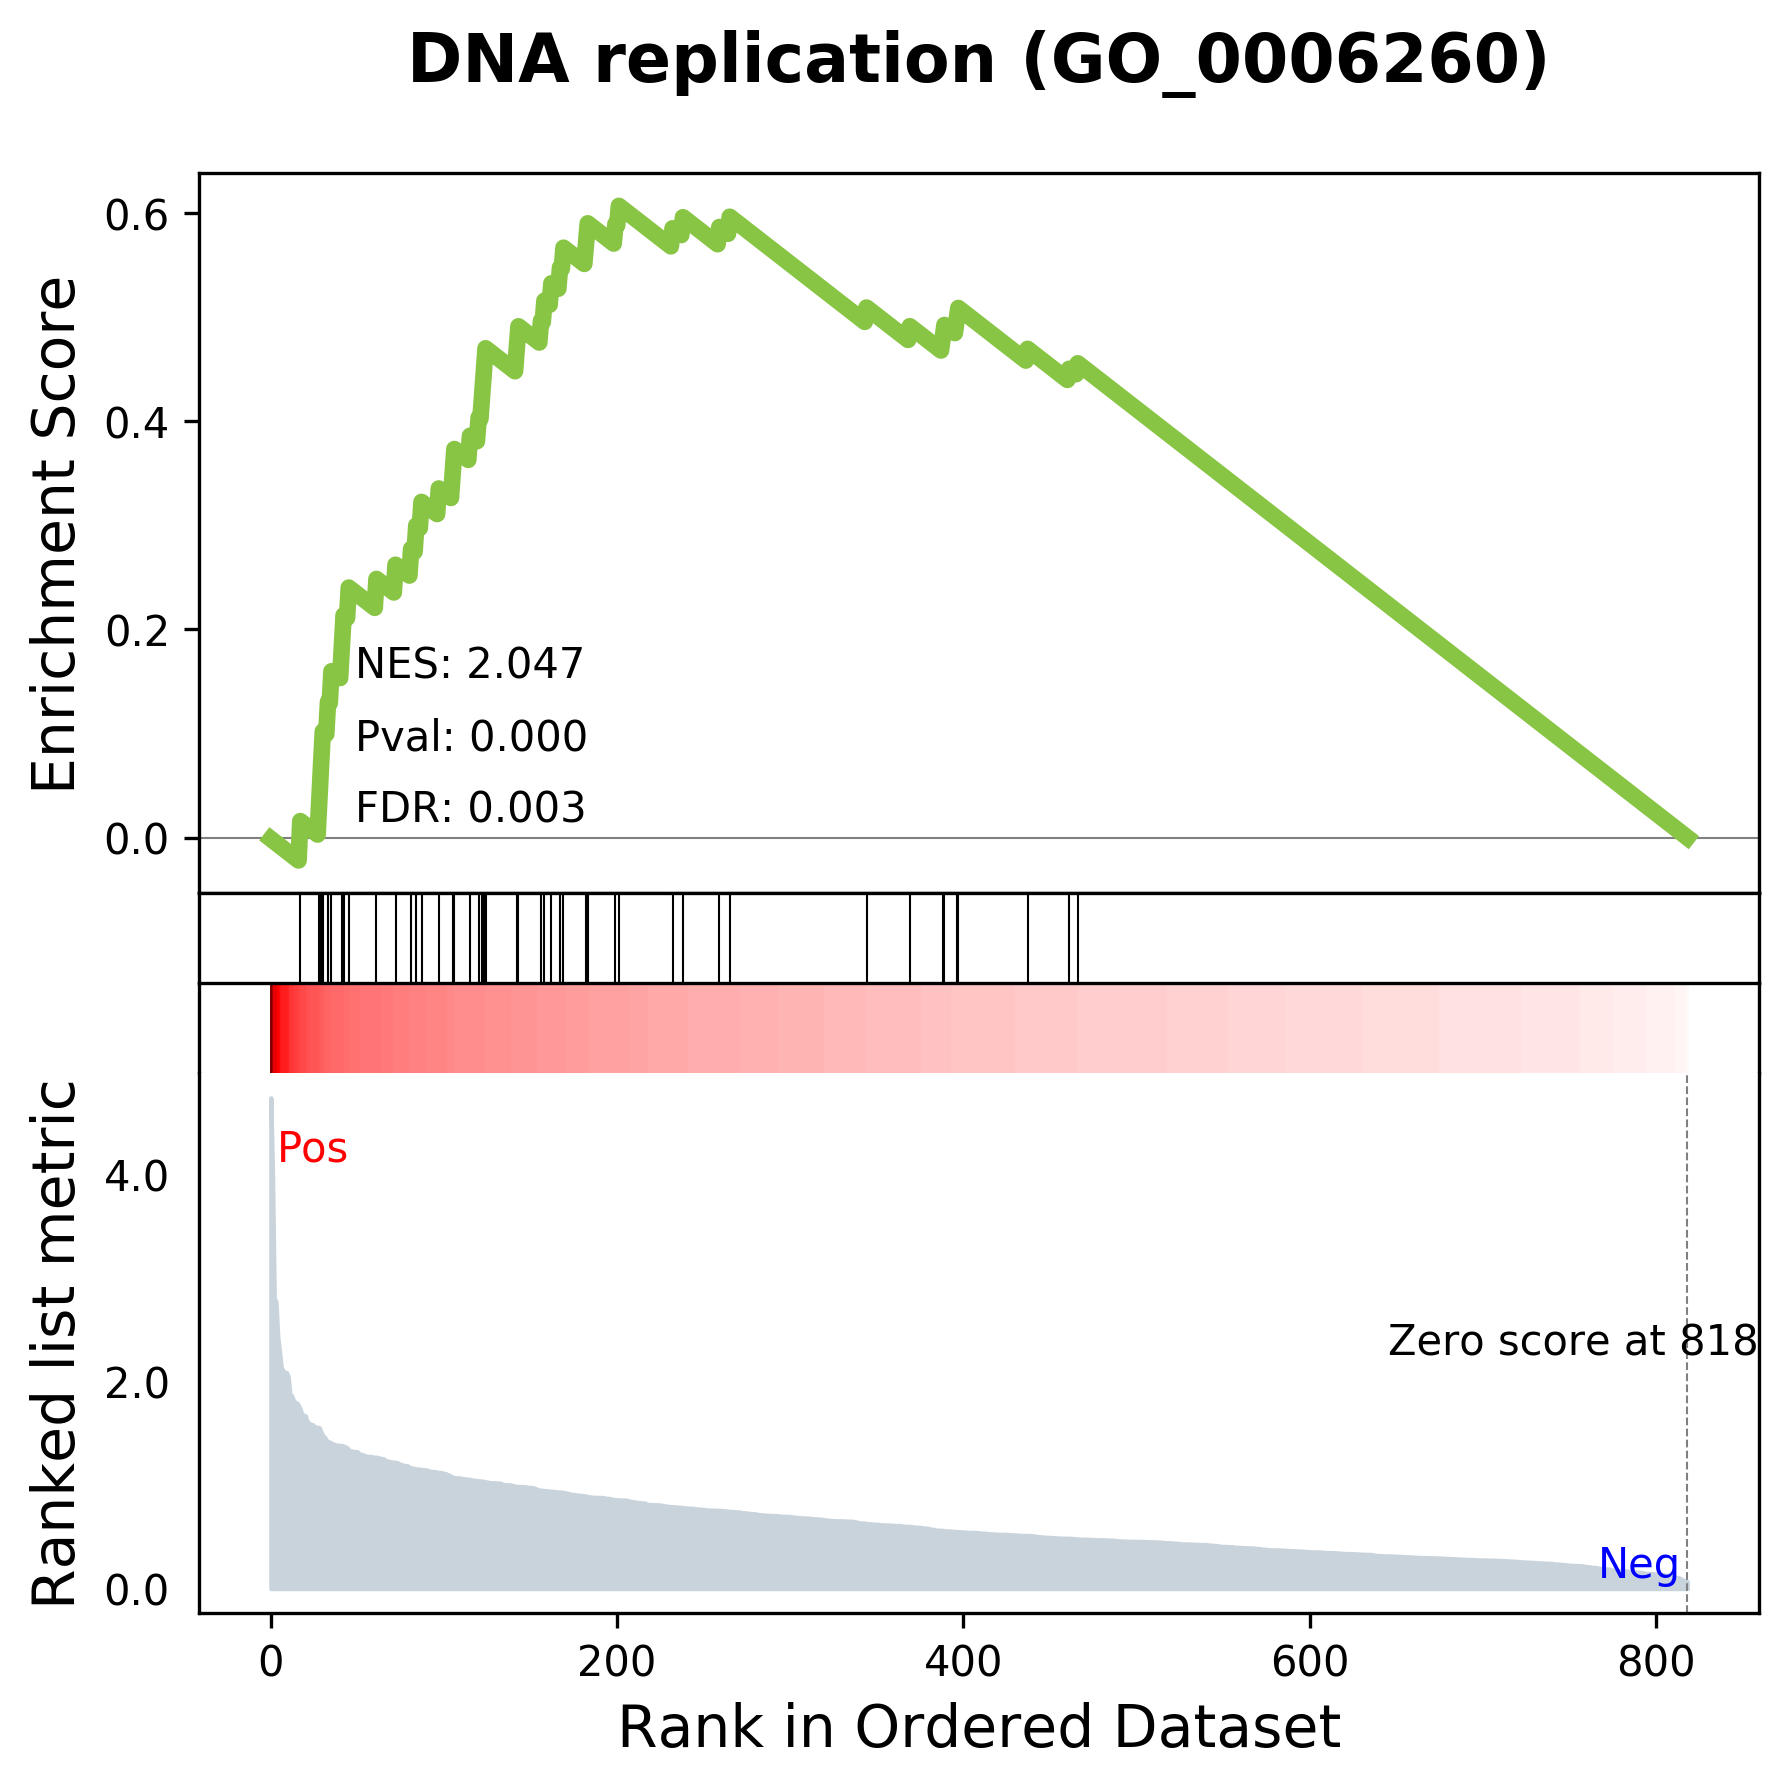 DNA replication (GO_0006260)
Enrichment Score
0.6
0.4
0.2
0.0
NES: 2.047
Pval: 0.000
FDR: 0.003
Ranked list metric
4.0
2.0
0.0
Pos
Zero score at 818
Neg
0 200 400 600 800
Rank in Ordered Dataset